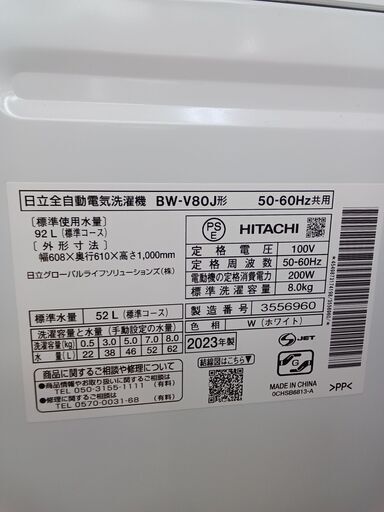 日立全自動電気洗濯機 BW-V80J形 50-60Hz共用
[標準使用水量]
92L(標準コース)
[外形寸法]
幅608×奥行610×高さ1,000mm
日立グローバルライフソリューションズ(株)
PS
E
HITACHI
定格電圧 100V
定格周波数 50-60Hz
電動機の定格消費電力 200W
標準洗濯容量 8.0kg
製造番号 3556960
色相 W(ホワイト)
標準水量 52L(標準コース)
洗濯容量と水量(手動設定の水量)
洗濯容量(kg) 0.5 3.0 5.0 7.0 8.0
水量(L) 22 38 46 52 62
2023年製
結線図はこちら
S JET
商品に関するご相談や修理について
●商品情報やお取り扱いに関するご相談
TEL 050-3155-1111(有料)
●修理に関するご相談
TEL 0570-0031-68(有料)
MADE IN CHINA
0CHSB6813-A
>PP<